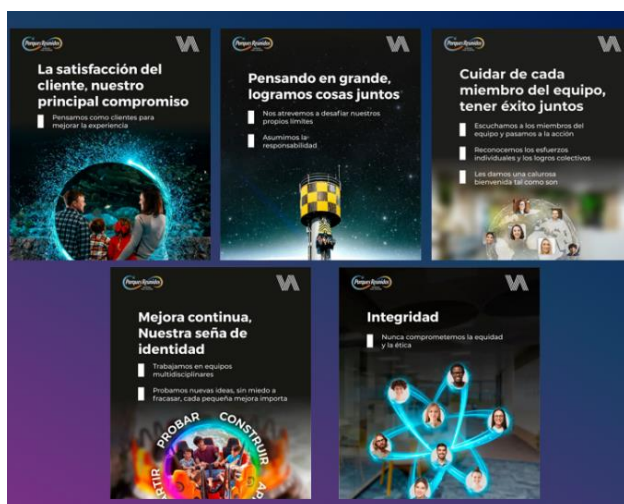 Parques Reunidos
La satisfacción del
cliente, nuestro
principal compromiso
Pensamos como clientes para
mejorar la experiencia
Parques Reunidos
Pensando en grande,
logramos cosas juntos
Nos atrevemos a desafiar nuestros
propios límites
Asumimos la
responsabilidad
Parques Reunidos
Cuidar de cada
miembro del equipo,
tener éxito juntos
Escuchamos a los miembros del
equipo y pasamos a la acción
Reconocemos los esfuerzos
individuales y los logros colectivos
Les damos una calurosa
bienvenida tal como son
Parques Reunidos
Mejora continua,
Nuestra seña de
identidad
Trabajamos en equipos
multidisciplinares
Probamos nuevas ideas, sin miedo a
fracasar, cada pequeña mejora importa
PROBAR
CONSTRUIR
Parques Reunidos
Integridad
Nunca comprometemos la equidad
y la ética